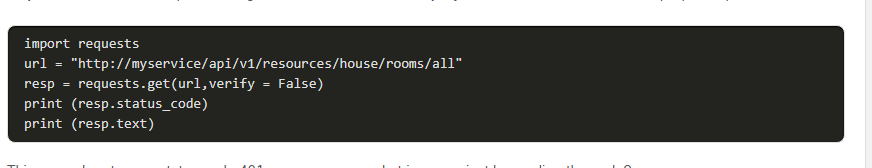 import requests
url = "http://myservice/api/v1/resources/house/rooms/all"
resp = requests.get(url,verify = False)
print (resp.status_code)
print (resp.text)